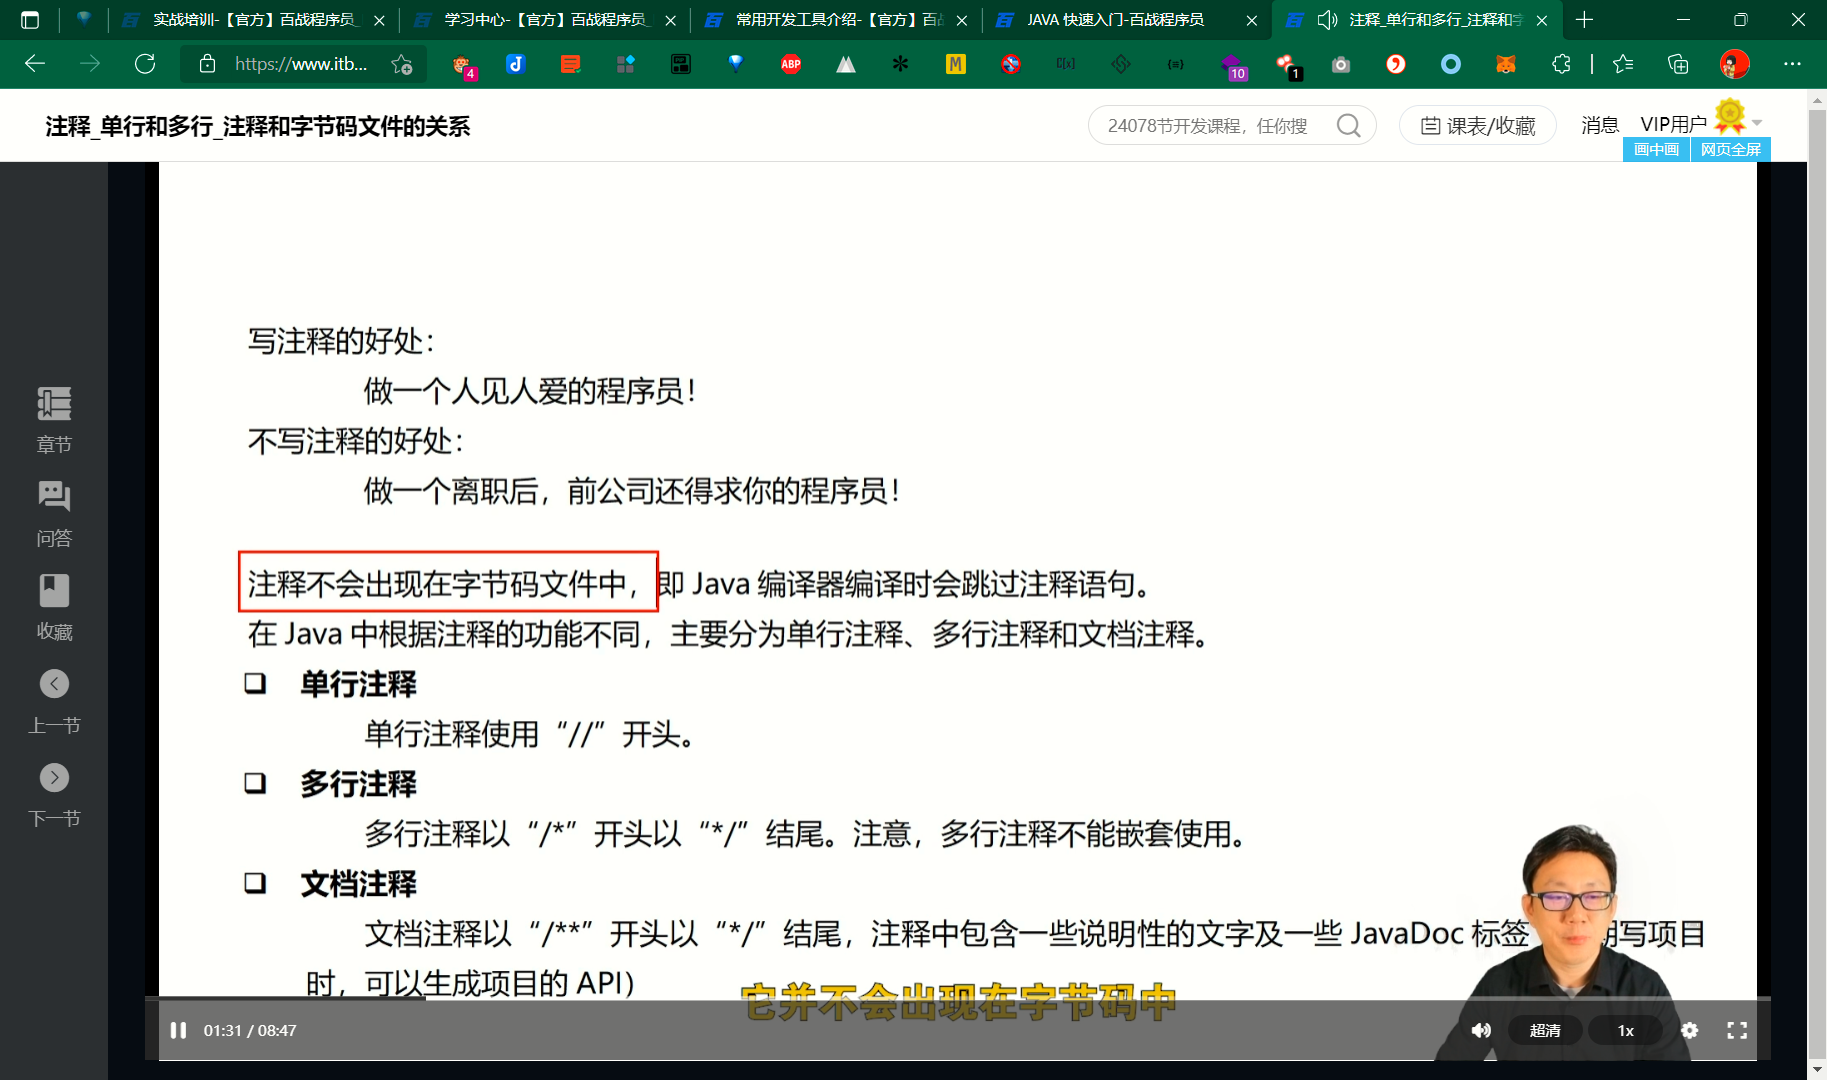 实战培训-【官方】百战程序员_
学习中心-【官方】百战程序员_
常用开发工具介绍-【官方】百战
JAVA 快速入门-百战程序员
注释_单行和多行_注释和字
https://www.itb...
4
ABP
M
10
1
注释_单行和多行_注释和字节码文件的关系
24078节开发课程，任你搜
课表/收藏
消息
VIP用户
画中画
网页全屏
章节
问答
收藏
上一节
下一节
写注释的好处：
做一个人见人爱的程序员！
不写注释的好处：
做一个离职后，前公司还得求你的程序员！
注释不会出现在字节码文件中，即 Java 编译器编译时会跳过注释语句。
在 Java 中根据注释的功能不同，主要分为单行注释、多行注释和文档注释。
❑ 单行注释
单行注释使用“//”开头。
❑ 多行注释
多行注释以“/*”开头以“*/”结尾。注意，多行注释不能嵌套使用。
❑ 文档注释
文档注释以“/**”开头以“*/”结尾，注释中包含一些说明性的文字及一些 JavaDoc 标签 写项目
时，可以生成项目的 API）
它并不会出现在字节码中
01:31 / 08:47
超清
1x